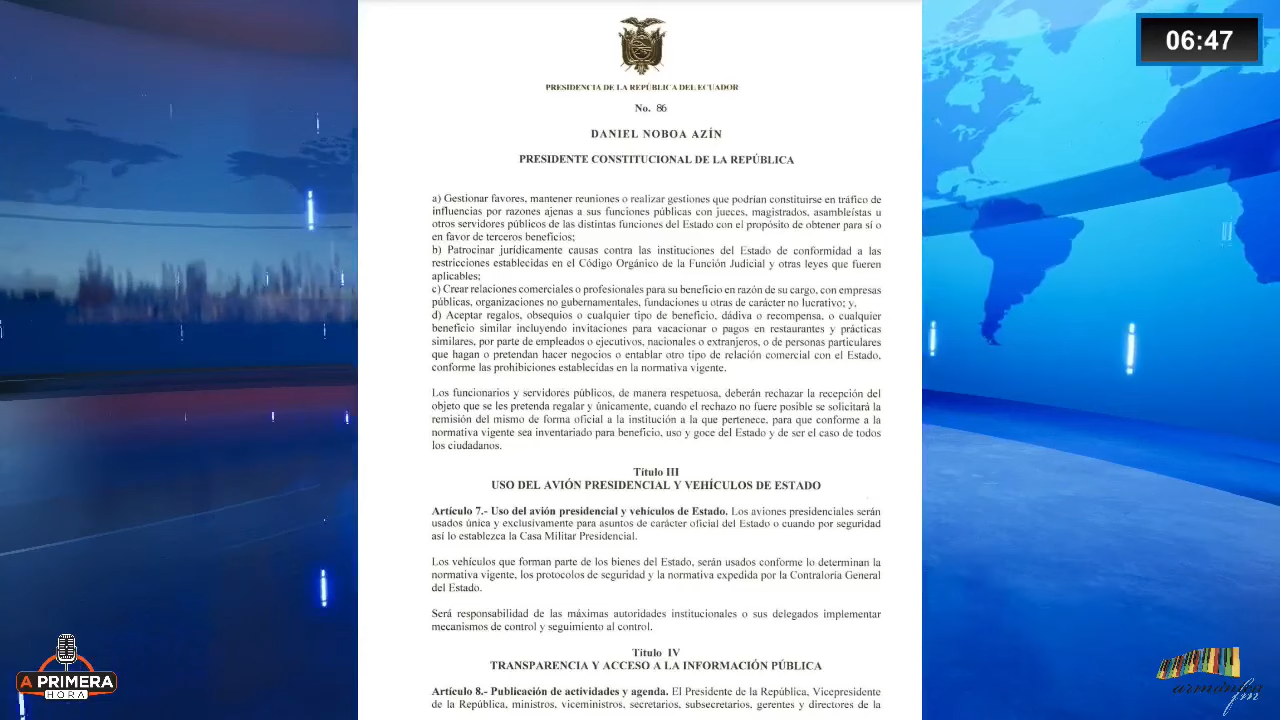 06:47
PRESIDENCIA DE LA REPÚBLICA DEL ECUADOR
No. 86
DANIEL NOBOA AZÍN
PRESIDENTE CONSTITUCIONAL DE LA REPÚBLICA
a) Gestionar favores, mantener reuniones o realizar gestiones que podrían constituirse en tráfico de
influencias por razones ajenas a sus funciones públicas con jueces, magistrados, asambleístas u
otros servidores públicos de las distintas funciones del Estado con el propósito de obtener para sí o
en favor de terceros beneficios;
b) Patrocinar jurídicamente causas contra las instituciones del Estado de conformidad a las
restricciones establecidas en el Código Orgánico de la Función Judicial y otras leyes que fueren
aplicables;
c) Crear relaciones comerciales o profesionales para su beneficio en razón de su cargo, con empresas
públicas, organizaciones no gubernamentales, fundaciones u otras de carácter no lucrativo; y,
d) Aceptar regalos, obsequios o cualquier tipo de beneficio, dádiva o recompensa, o cualquier
beneficio similar incluyendo invitaciones para vacacionar o pagos en restaurantes y prácticas
similares, por parte de empleados o ejecutivos, nacionales o extranjeros, o de personas particulares
que hagan o pretendan hacer negocios o entablar otro tipo de relación comercial con el Estado,
conforme las prohibiciones establecidas en la normativa vigente.
Los funcionarios y servidores públicos, de manera respetuosa, deberán rechazar la recepción del
objeto que se les pretenda regalar y únicamente, cuando el rechazo no fuere posible se solicitará la
remisión del mismo de forma oficial a la institución a la que pertenece, para que conforme a la
normativa vigente sea inventariado para beneficio, uso y goce del Estado y de ser el caso de todos
los ciudadanos.
Título III
USO DEL AVIÓN PRESIDENCIAL Y VEHÍCULOS DE ESTADO
Artículo 7.- Uso del avión presidencial y vehículos de Estado. Los aviones presidenciales serán
usados única y exclusivamente para asuntos de carácter oficial del Estado o cuando por seguridad
así lo establezca la Casa Militar Presidencial.
Los vehículos que forman parte de los bienes del Estado, serán usados conforme lo determinan la
normativa vigente, los protocolos de seguridad y la normativa expedida por la Contraloría General
del Estado.
Será responsabilidad de las máximas autoridades institucionales o sus delegados implementar
mecanismos de control y seguimiento al control.
Título IV
TRANSPARENCIA Y ACCESO A LA INFORMACIÓN PÚBLICA
Artículo 8.- Publicación de actividades y agenda. El Presidente de la República, Vicepresidente
de la República, ministros, viceministros, secretarios, subsecretarios, gerentes y directores de la
A PRIMERA
HORA
armónica
fm